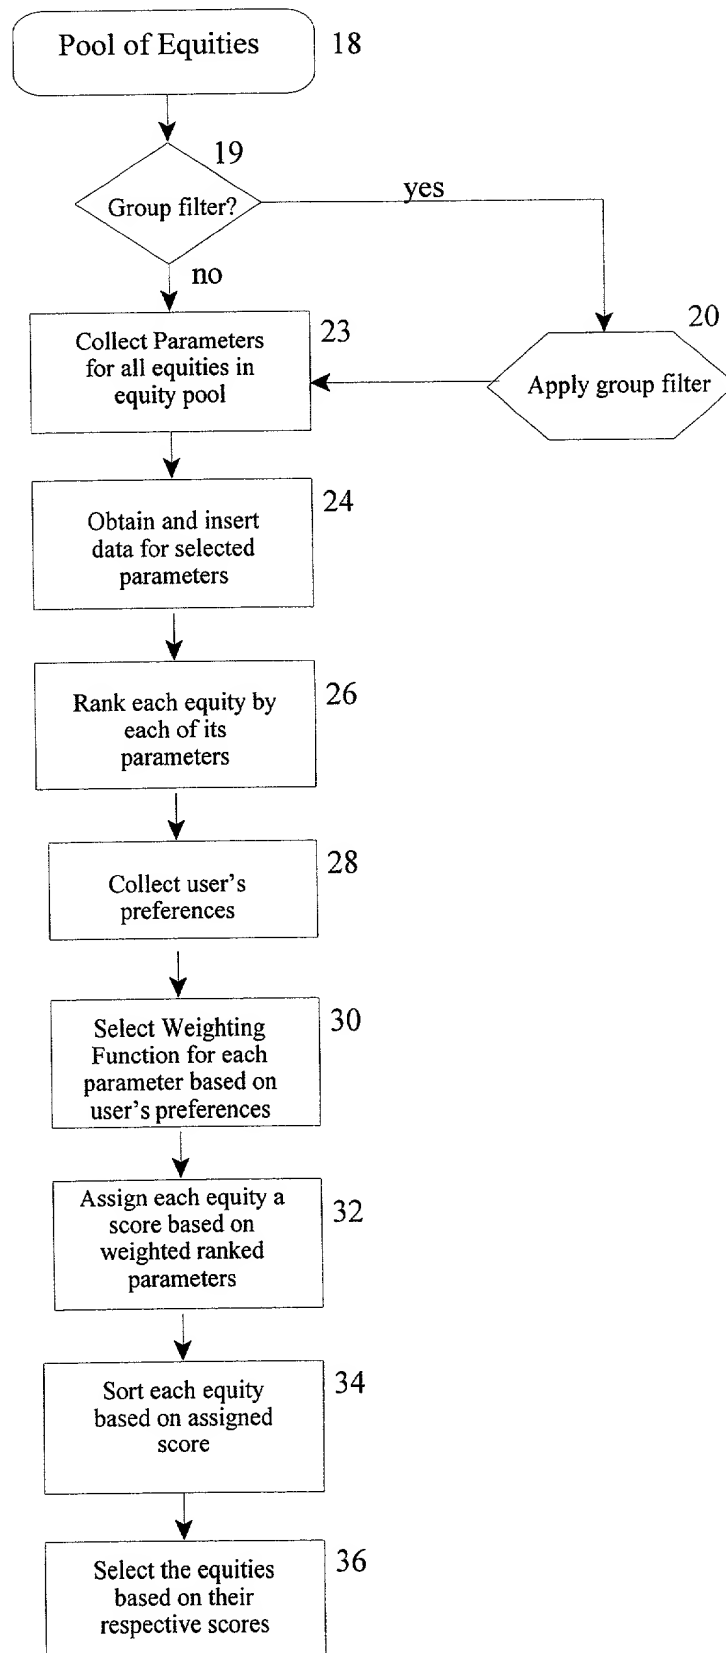 Pool of Equities
18
19
Group filter?
yes
no
20
Apply group filter
23
Collect Parameters
for all equities in
equity pool
24
Obtain and insert
data for selected
parameters
26
Rank each equity by
each of its
parameters
28
Collect user's
preferences
30
Select Weighting
Function for each
parameter based on
user's preferences
32
Assign each equity a
score based on
weighted ranked
parameters
34
Sort each equity
based on assigned
score
36
Select the equities
based on their
respective scores